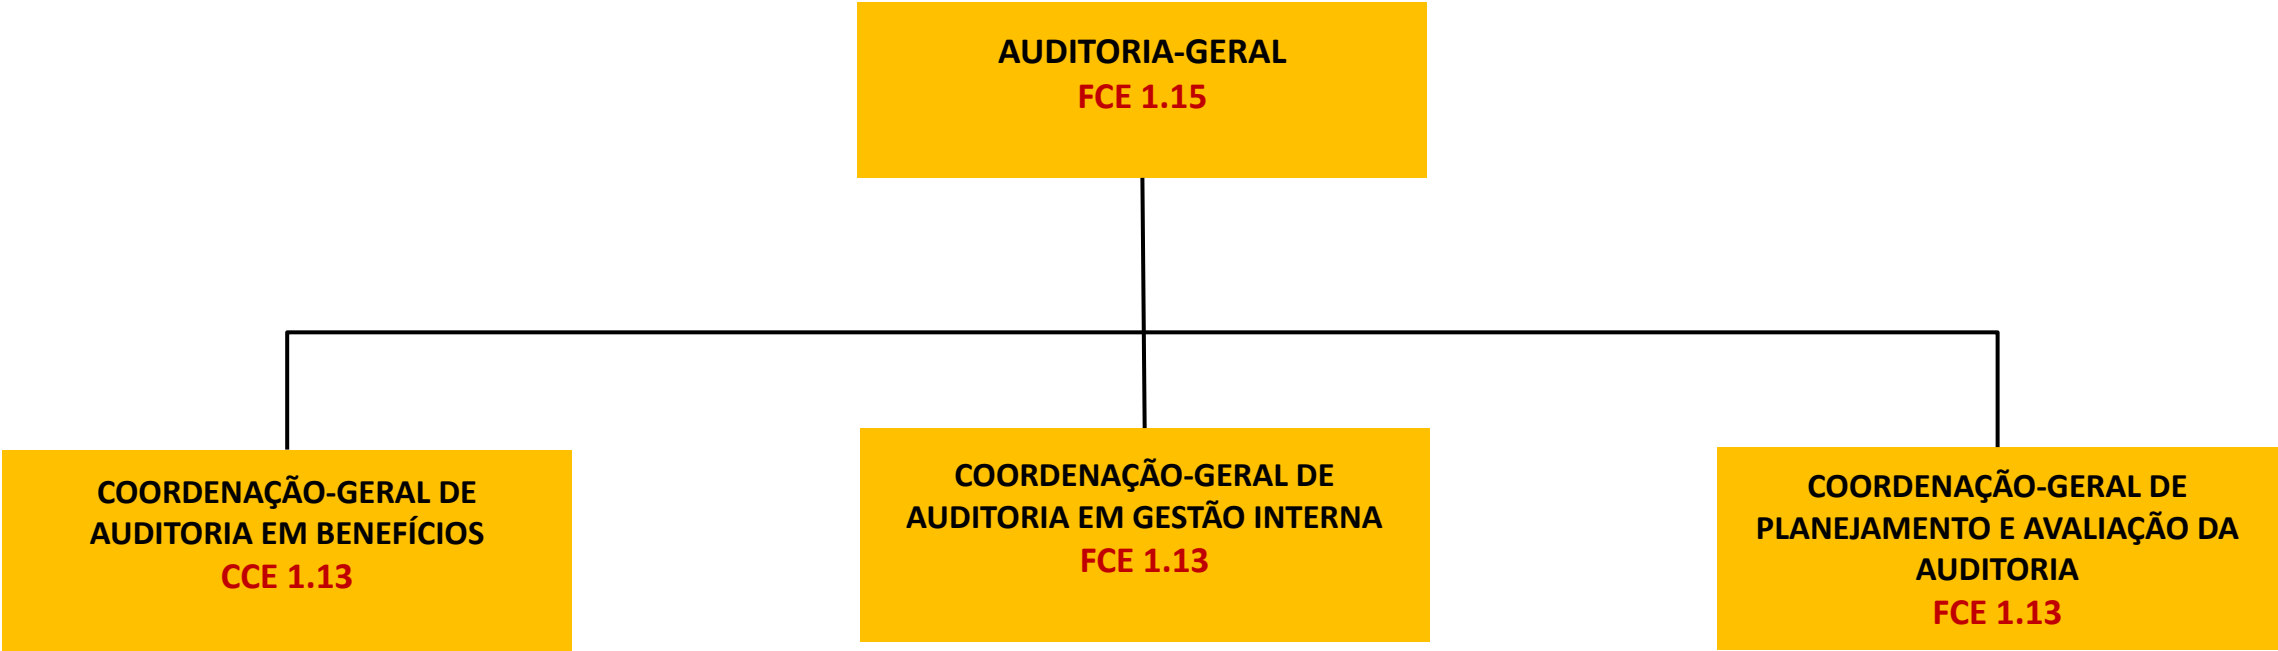 AUDITORIA-GERAL
FCE 1.15
COORDENAÇÃO-GERAL DE
AUDITORIA EM BENEFÍCIOS
CCE 1.13
COORDENAÇÃO-GERAL DE
AUDITORIA EM GESTÃO INTERNA
FCE 1.13
COORDENAÇÃO-GERAL DE
PLANEJAMENTO E AVALIAÇÃO DA
AUDITORIA
FCE 1.13